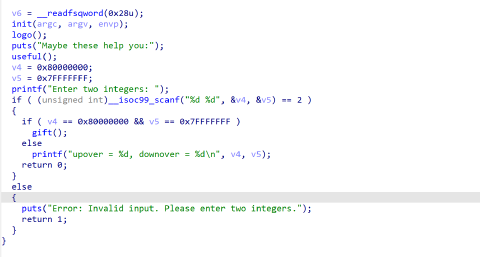 v6 = __readfsqword(0x28u);
init(argc, argv, envp);
logo();
puts("Maybe these help you:");
useful();
v4 = 0x80000000;
v5 = 0x7FFFFFFF;
printf("Enter two integers: ");
if ( (unsigned int)__isoc99_scanf("%d %d", &v4, &v5) == 2 )
{
if ( v4 == 0x80000000 && v5 == 0x7FFFFFFF )
gift();
else
printf("upover = %d, downover = %d\n", v4, v5);
return 0;
}
else
{
puts("Error: Invalid input. Please enter two integers.");
return 1;
}
}